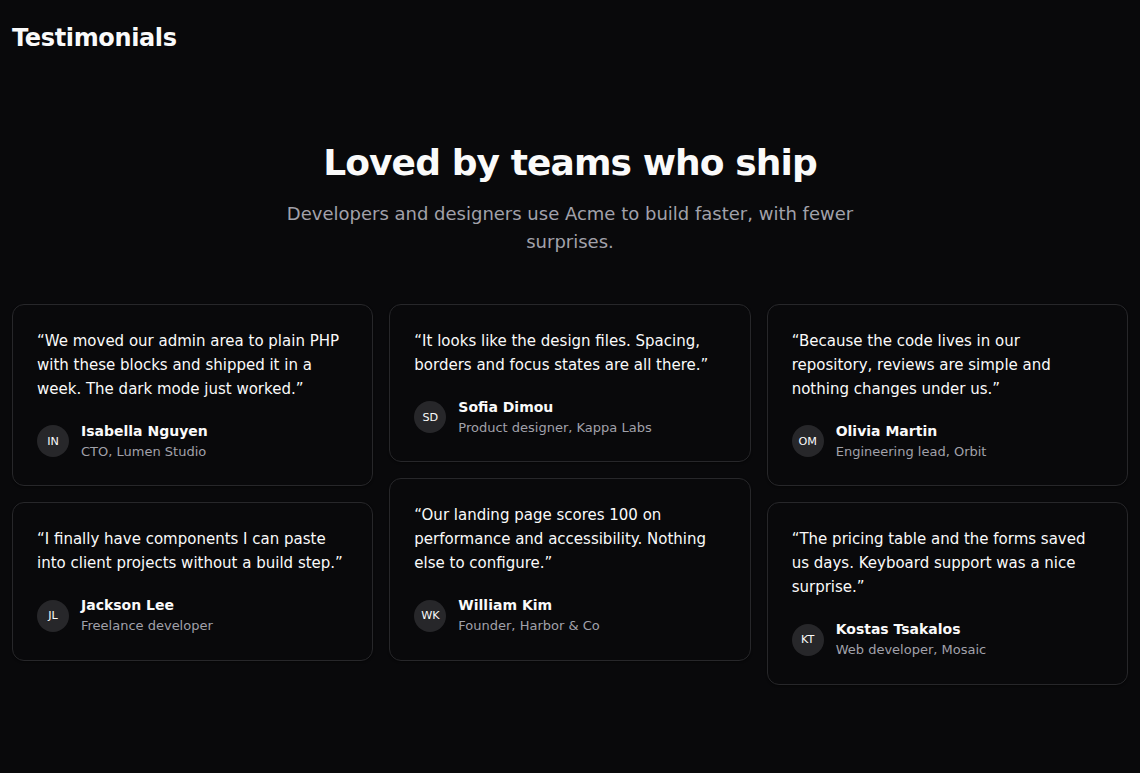 Testimonials
Loved by teams who ship
Developers and designers use Acme to build faster, with fewer
surprises.
“We moved our admin area to plain PHP
with these blocks and shipped it in a
week. The dark mode just worked.”
IN
Isabella Nguyen
CTO, Lumen Studio
“I finally have components I can paste
into client projects without a build step.”
JL
Jackson Lee
Freelance developer
“It looks like the design files. Spacing,
borders and focus states are all there.”
SD
Sofia Dimou
Product designer, Kappa Labs
“Our landing page scores 100 on
performance and accessibility. Nothing
else to configure.”
WK
William Kim
Founder, Harbor & Co
“Because the code lives in our
repository, reviews are simple and
nothing changes under us.”
OM
Olivia Martin
Engineering lead, Orbit
“The pricing table and the forms saved
us days. Keyboard support was a nice
surprise.”
KT
Kostas Tsakalos
Web developer, Mosaic